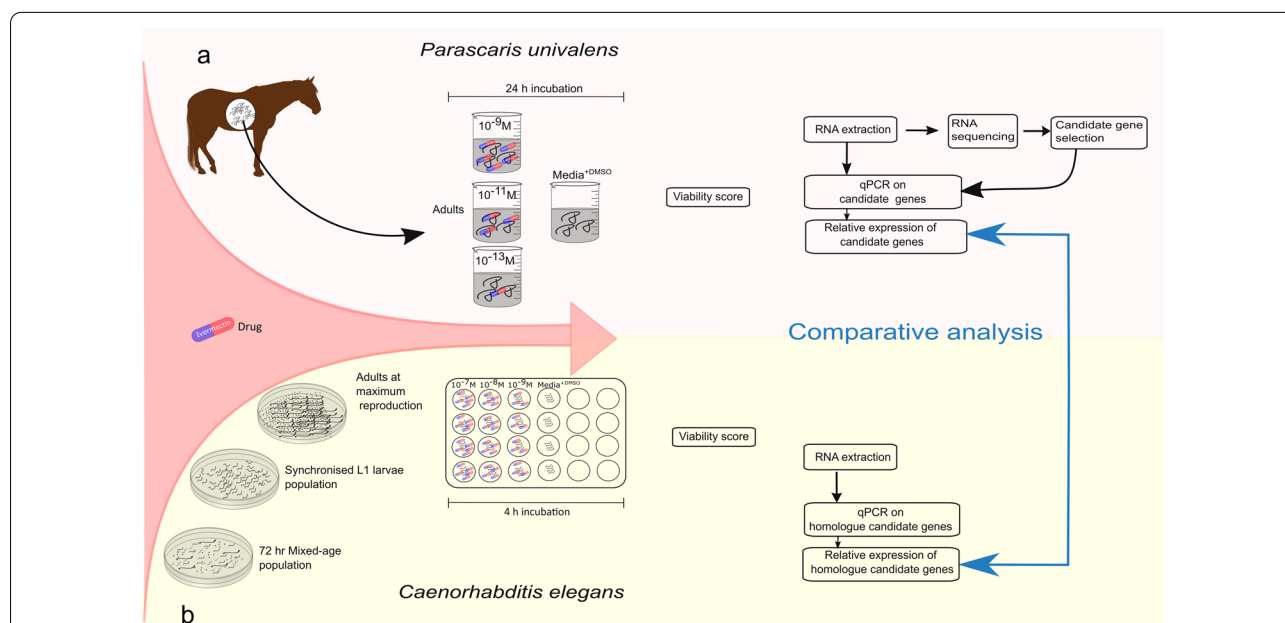 a
Parascaris univalens
24 h incubation
10-9M
Adults
10-11M
Media+DMSO
10-13M
Viability score
RNA extraction
RNA
sequencing
Candidate gene
selection
qPCR on
candidate genes
Relative expression of
candidate genes
Ivermectin
Drug
Comparative analysis
Adults at
maximum
reproduction
Synchronised L1 larvae
population
72 hr Mixed-age
population
10-7M 10-8M 10-9M Media+DMSO
4 h incubation
Viability score
RNA extraction
qPCR on
homologue candidate genes
Relative expression of
homologue candidate genes
Caenorhabditis elegans
b